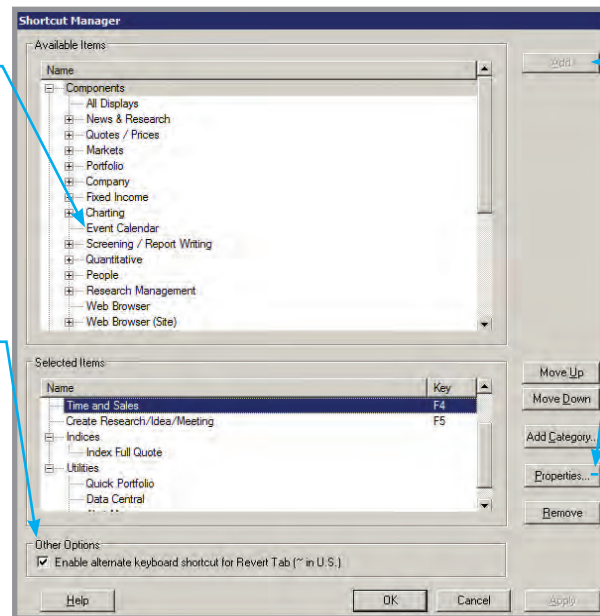 Shortcut Manager
Available Items
Add
Name
Components
All Displays
News & Research
Quotes / Prices
Markets
Portfolio
Company
Fixed Income
Charting
Event Calendar
Screening / Report Writing
Quantitative
People
Research Management
Web Browser
Web Browser (Site)
Selected Items
Name Key
Move Up
Time and Sales F4
Move Down
Create Research/Idea/Meeting F5
Indices
Add Category...
Index Full Quote
Utilities
Properties...
Quick Portfolio
Data Central
Remove
Other Options
Enable alternate keyboard shortcut for Revert Tab (~ in U.S.)
Help OK Cancel Apply